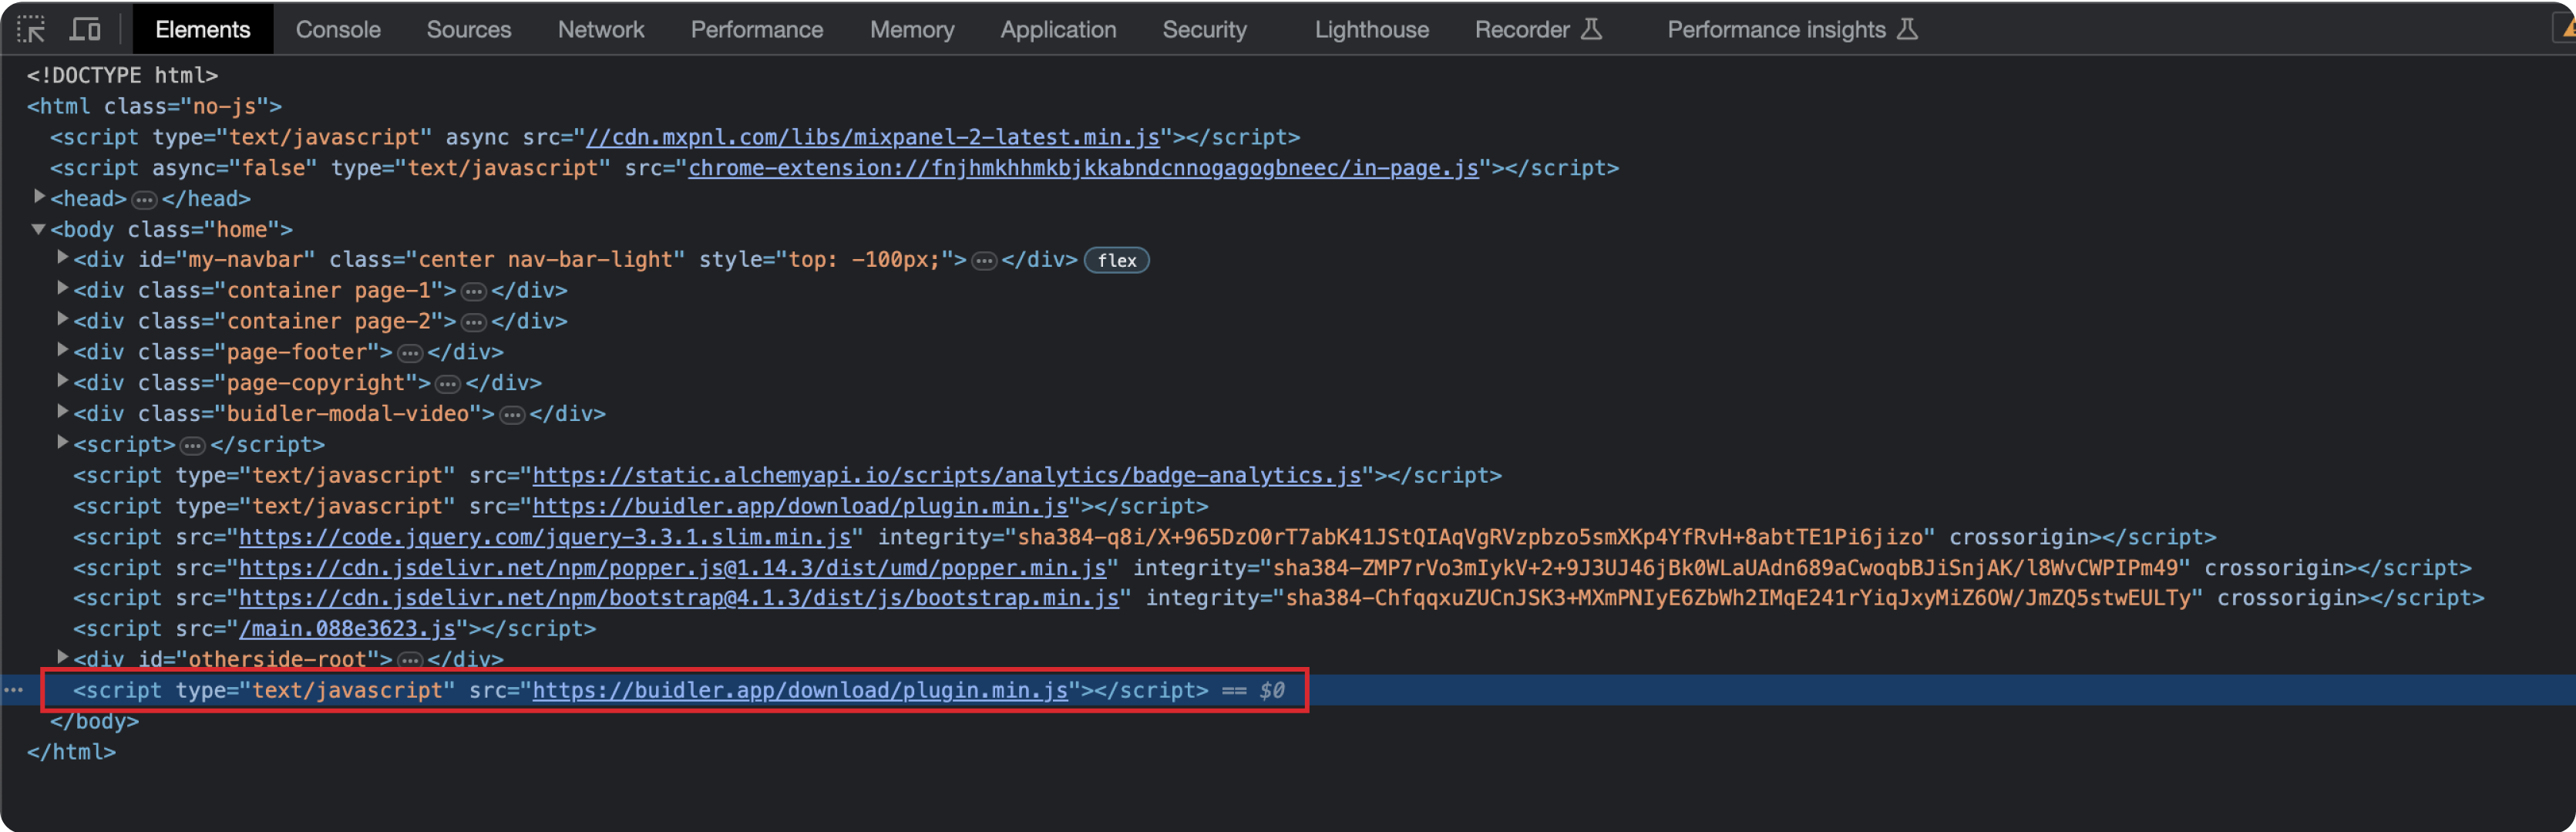 Elements Console Sources Network Performance Memory Application Security Lighthouse Recorder Performance insights
<!DOCTYPE html>
<html class="no-js">
<script type="text/javascript" async src="//cdn.mxpnl.com/libs/mixpanel-2-latest.min.js"></script>
<script async="false" type="text/javascript" src="chrome-extension://fnjhmkhhmkbjkkabndcnnogagogbneec/in-page.js"></script>
<head>…</head>
<body class="home">
<div id="my-navbar" class="center nav-bar-light" style="top: -100px;">…</div> flex
<div class="container page-1">…</div>
<div class="container page-2">…</div>
<div class="page-footer">…</div>
<div class="page-copyright">…</div>
<div class="buidler-modal-video">…</div>
<script>…</script>
<script type="text/javascript" src="https://static.alchemyapi.io/scripts/analytics/badge-analytics.js"></script>
<script type="text/javascript" src="https://buidler.app/download/plugin.min.js"></script>
<script src="https://code.jquery.com/jquery-3.3.1.slim.min.js" integrity="sha384-q8i/X+965DzO0rT7abK41JStQIAqVgRVzpbzo5smXKp4YfRvH+8abtTE1Pi6jizo" crossorigin></script>
<script src="https://cdn.jsdelivr.net/npm/popper.js@1.14.3/dist/umd/popper.min.js" integrity="sha384-ZMP7rVo3mIykV+2+9J3UJ46jBk0WLaUAdn689aCwoqbBJiSnjAK/l8WvCWPIPm49" crossorigin></script>
<script src="https://cdn.jsdelivr.net/npm/bootstrap@4.1.3/dist/js/bootstrap.min.js" integrity="sha384-ChfqqxuZUCnJSK3+MXmPNIyE6ZbWh2IMqE241rYiqJxyMiZ6OW/JmZQ5stwEULTy" crossorigin></script>
<script src="/main.088e3623.js"></script>
<div id="otherside-root">…</div>
… <script type="text/javascript" src="https://buidler.app/download/plugin.min.js"></script> == $0
</body>
</html>